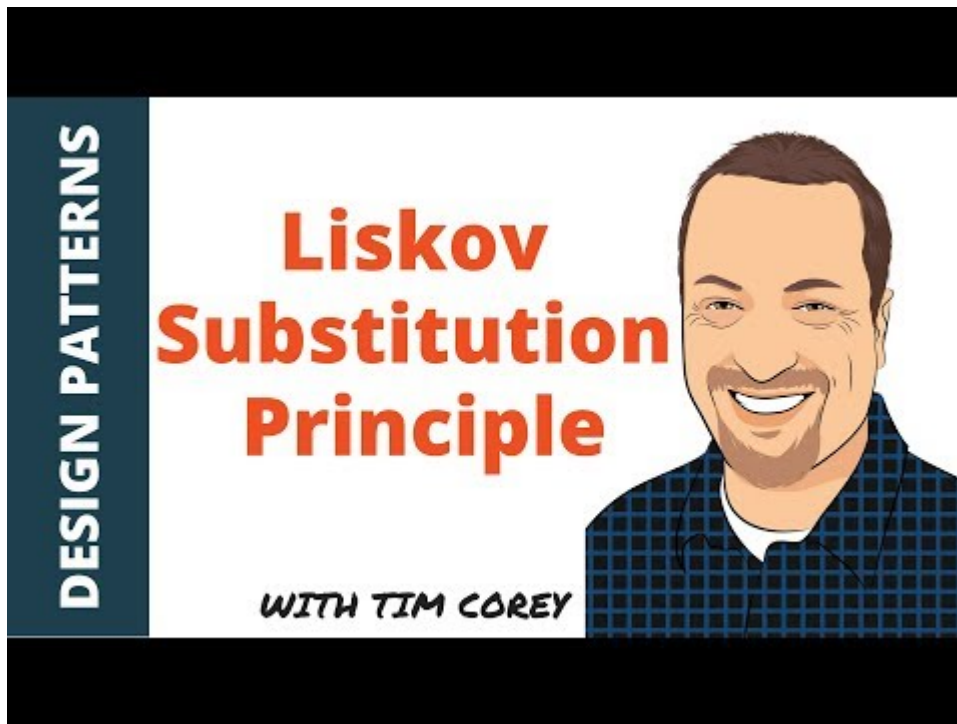 DESIGN PATTERNS
Liskov
Substitution
Principle
WITH TIM COREY